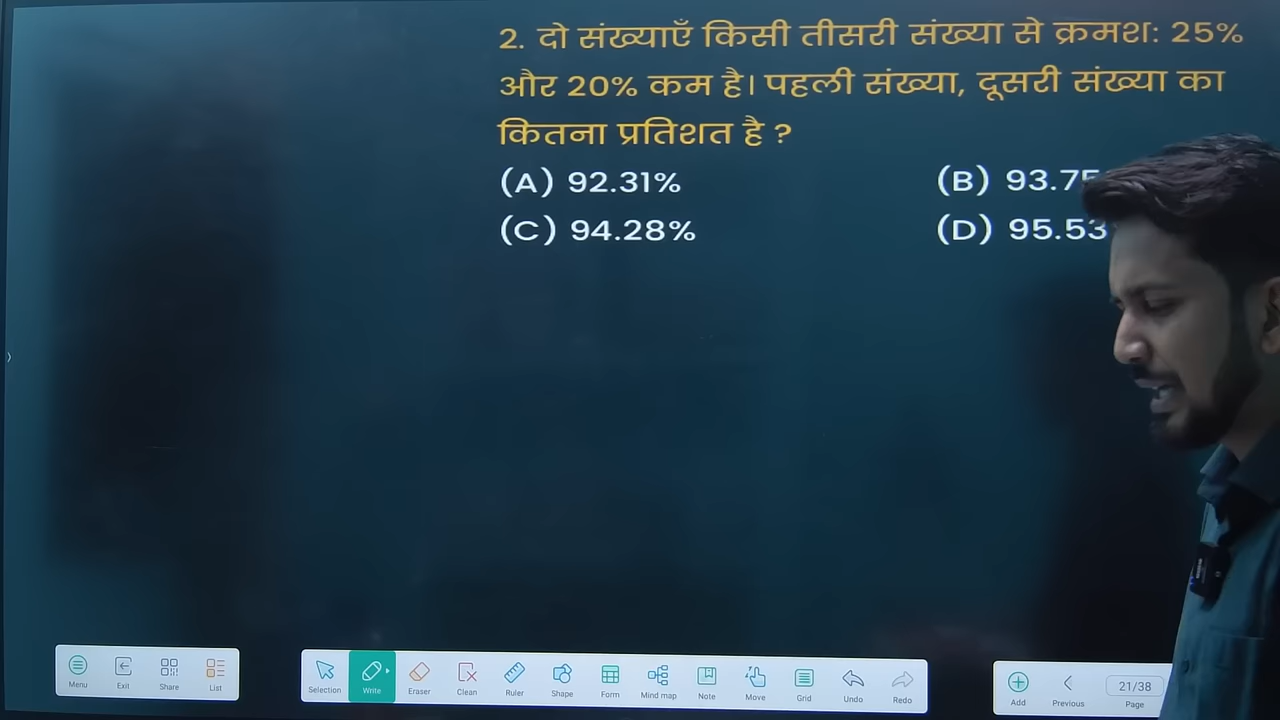 2. दो संख्याएँ किसी तीसरी संख्या से क्रमश: 25%
और 20% कम है। पहली संख्या, दूसरी संख्या का
कितना प्रतिशत है ?
(A) 92.31% (B) 93.75
(C) 94.28% (D) 95.53
Menu Exit Share List Selection Write Eraser Clean Ruler Shape Form Mind map Note Move Grid Undo Redo Add Previous 21/38 Page